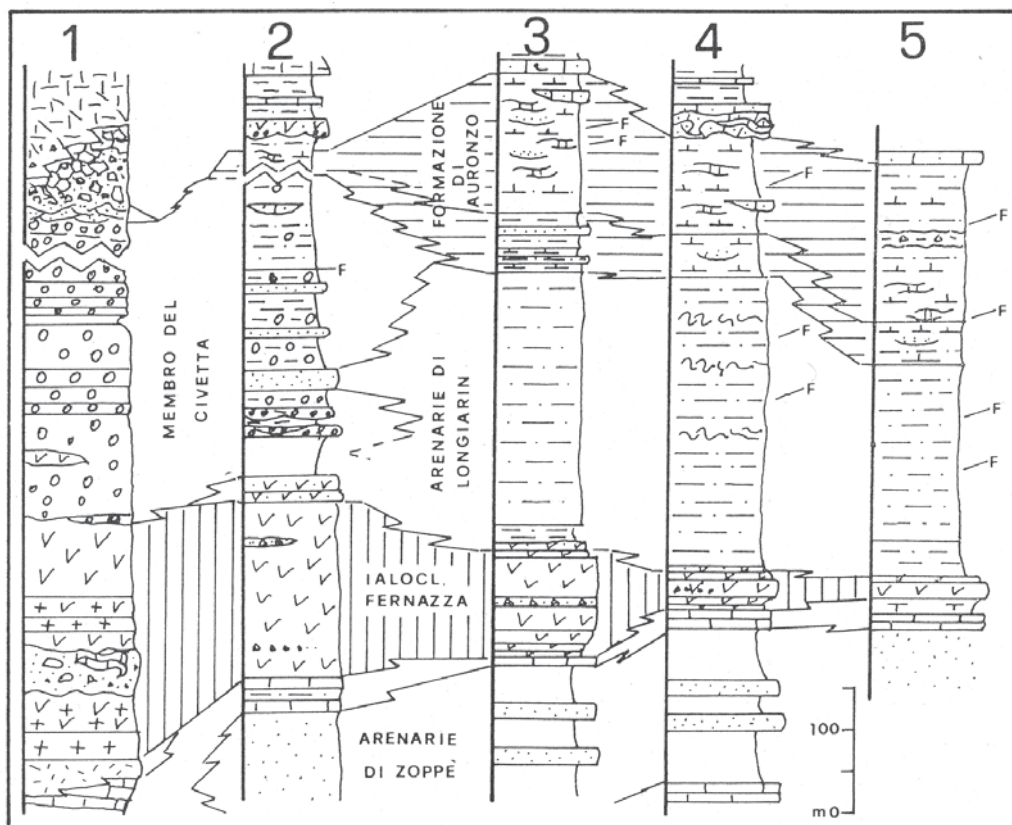 1
2
3
4
5
FORMAZIONE
DI
AURONZO
F
F
F
F
F
MEMBRO DEL
CIVETTA
ARENARIE DI
LONGIARIN
F
F
F
F
F
IALOCL.
FERNAZZA
ARENARIE
DI ZOPPÈ
100
m 0